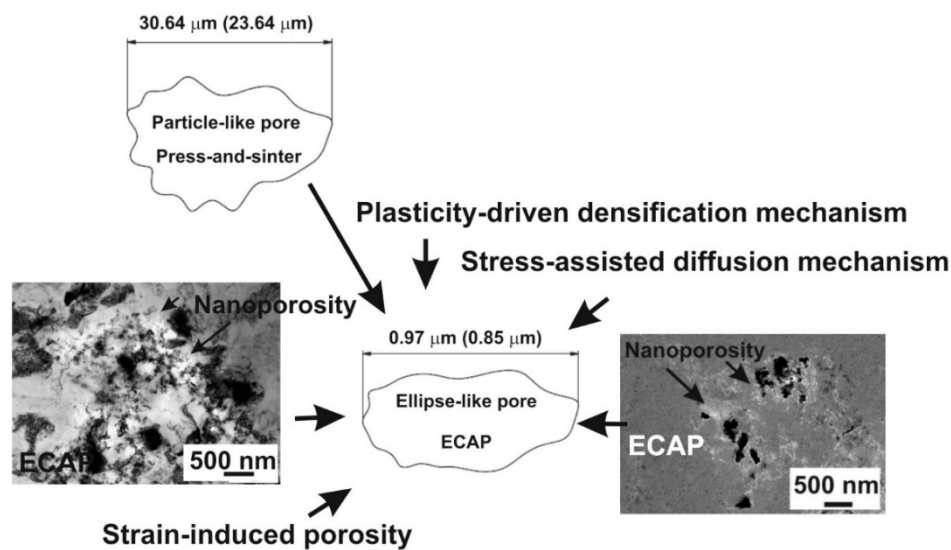 30.64 μm (23.64 μm)
Particle-like pore
Press-and-sinter
Plasticity-driven densification mechanism
Stress-assisted diffusion mechanism
Nanoporosity
ECAP
500 nm
0.97 μm (0.85 μm)
Ellipse-like pore
ECAP
Nanoporosity
ECAP
500 nm
Strain-induced porosity